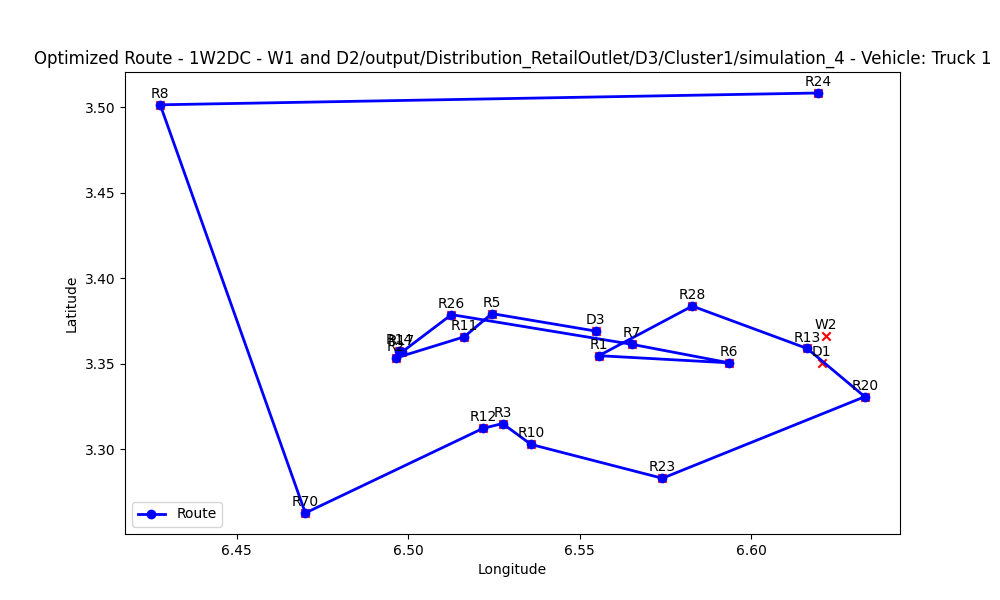 Optimized Route - 1W2DC - W1 and D2/output/Distribution_RetailOutlet/D3/Cluster1/simulation_4 - Vehicle: Truck 1
R24
R8
3.50
3.45
3.40
R28
R26
R5
D3
W2
R11
R7
R13
R14
R1
R6
D1
3.35
R20
R12
R3
R10
3.30
R23
R70
Route
6.45
6.50
6.55
6.60
Longitude
Latitude